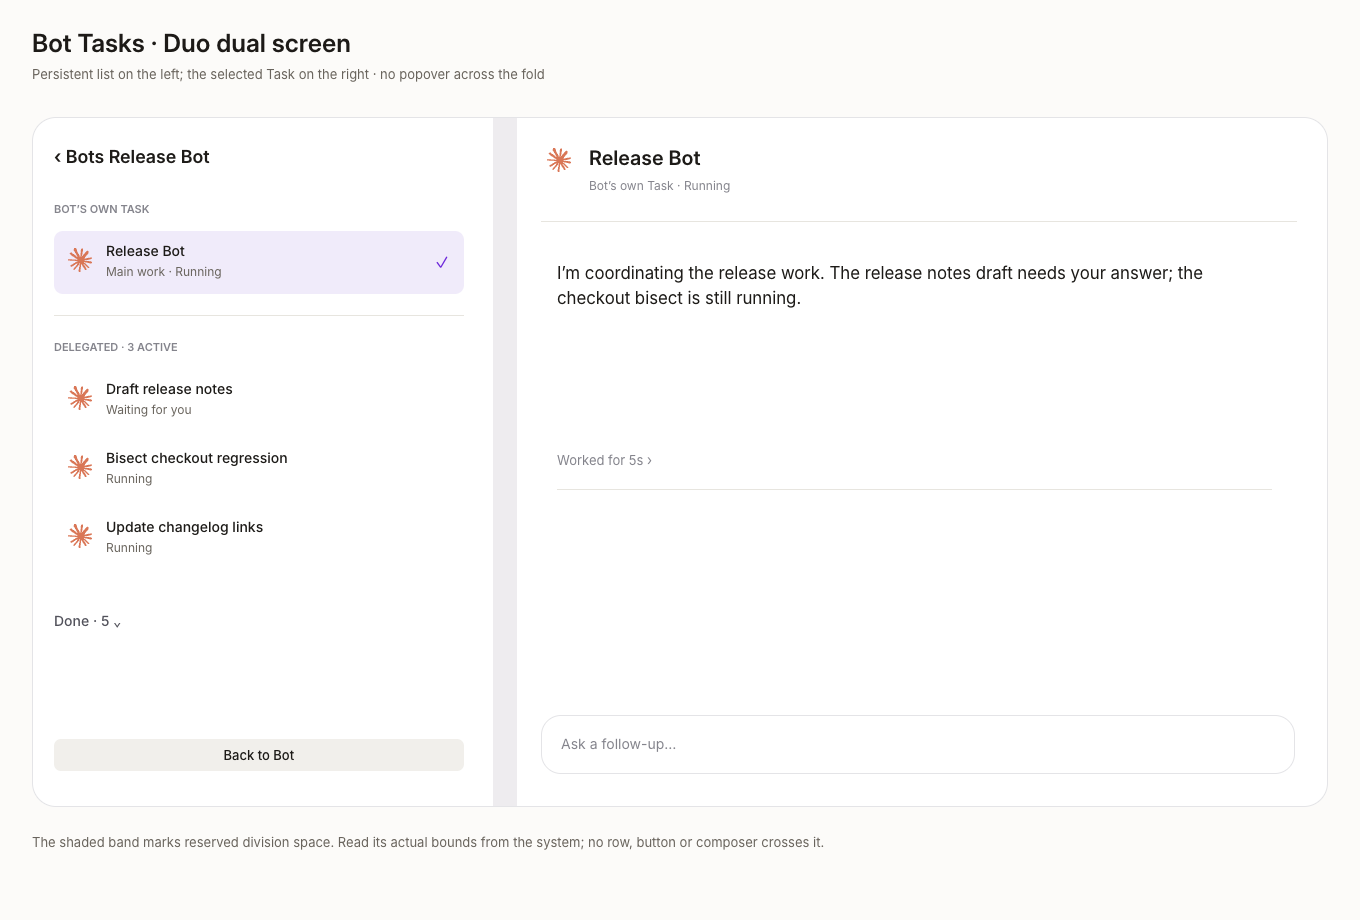 Bot Tasks · Duo dual screen
Persistent list on the left; the selected Task on the right · no popover across the fold
‹ Bots Release Bot
BOT’S OWN TASK
Release Bot
Main work · Running
DELEGATED · 3 ACTIVE
Draft release notes
Waiting for you
Bisect checkout regression
Running
Update changelog links
Running
Done · 5
Back to Bot
Release Bot
Bot’s own Task · Running
I’m coordinating the release work. The release notes draft needs your answer; the
checkout bisect is still running.
Worked for 5s ›
Ask a follow-up…
The shaded band marks reserved division space. Read its actual bounds from the system; no row, button or composer crosses it.